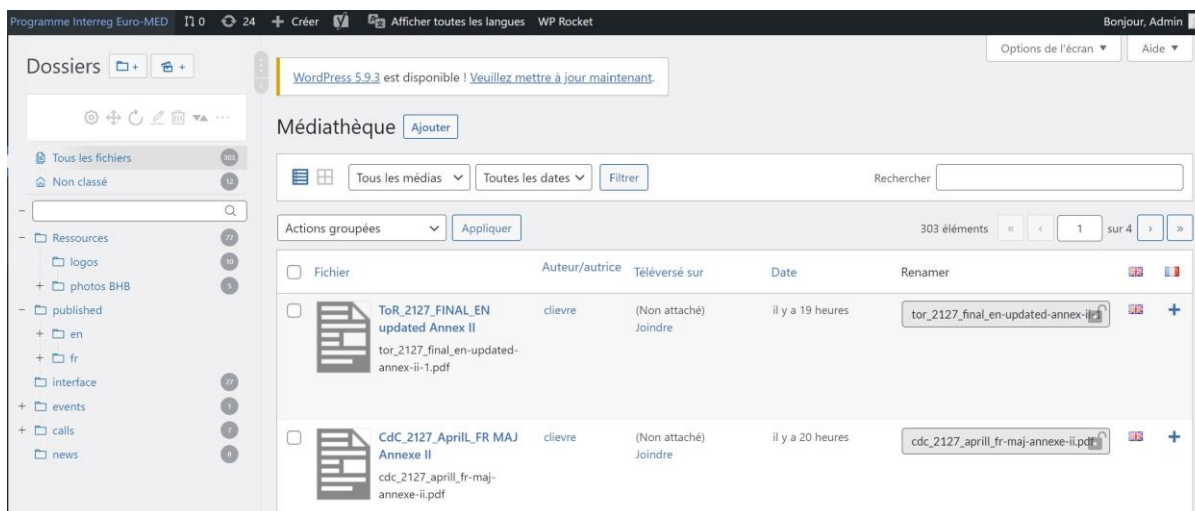 Programme Interreg Euro-MED 0 24 + Créer Afficher toutes les langues WP Rocket Bonjour, Admin
Options de l'écran ▼ Aide ▼
Dossiers + +
WordPress 5.9.3 est disponible ! Veuillez mettre à jour maintenant.
Médiathèque Ajouter
Tous les fichiers 303
Non classé 12
Tous les médias Toutes les dates Filtrer Rechercher
Actions groupées Appliquer 303 éléments « ‹ 1 sur 4 › »
− Ressources 77
logos 10
+ photos BHB 5
− published
+ en
+ fr
interface 27
+ events 1
+ calls 7
news 8
Fichier Auteur/autrice Téléversé sur Date Renamer
ToR_2127_FINAL_EN clievre (Non attaché) il y a 19 heures tor_2127_final_en-updated-annex-ii-1 +
updated Annex II Joindre
tor_2127_final_en-updated-
annex-ii-1.pdf
CdC_2127_AprilL_FR MAJ clievre (Non attaché) il y a 20 heures cdc_2127_aprill_fr-maj-annexe-ii.pdf +
Annexe II Joindre
cdc_2127_aprill_fr-maj-
annexe-ii.pdf